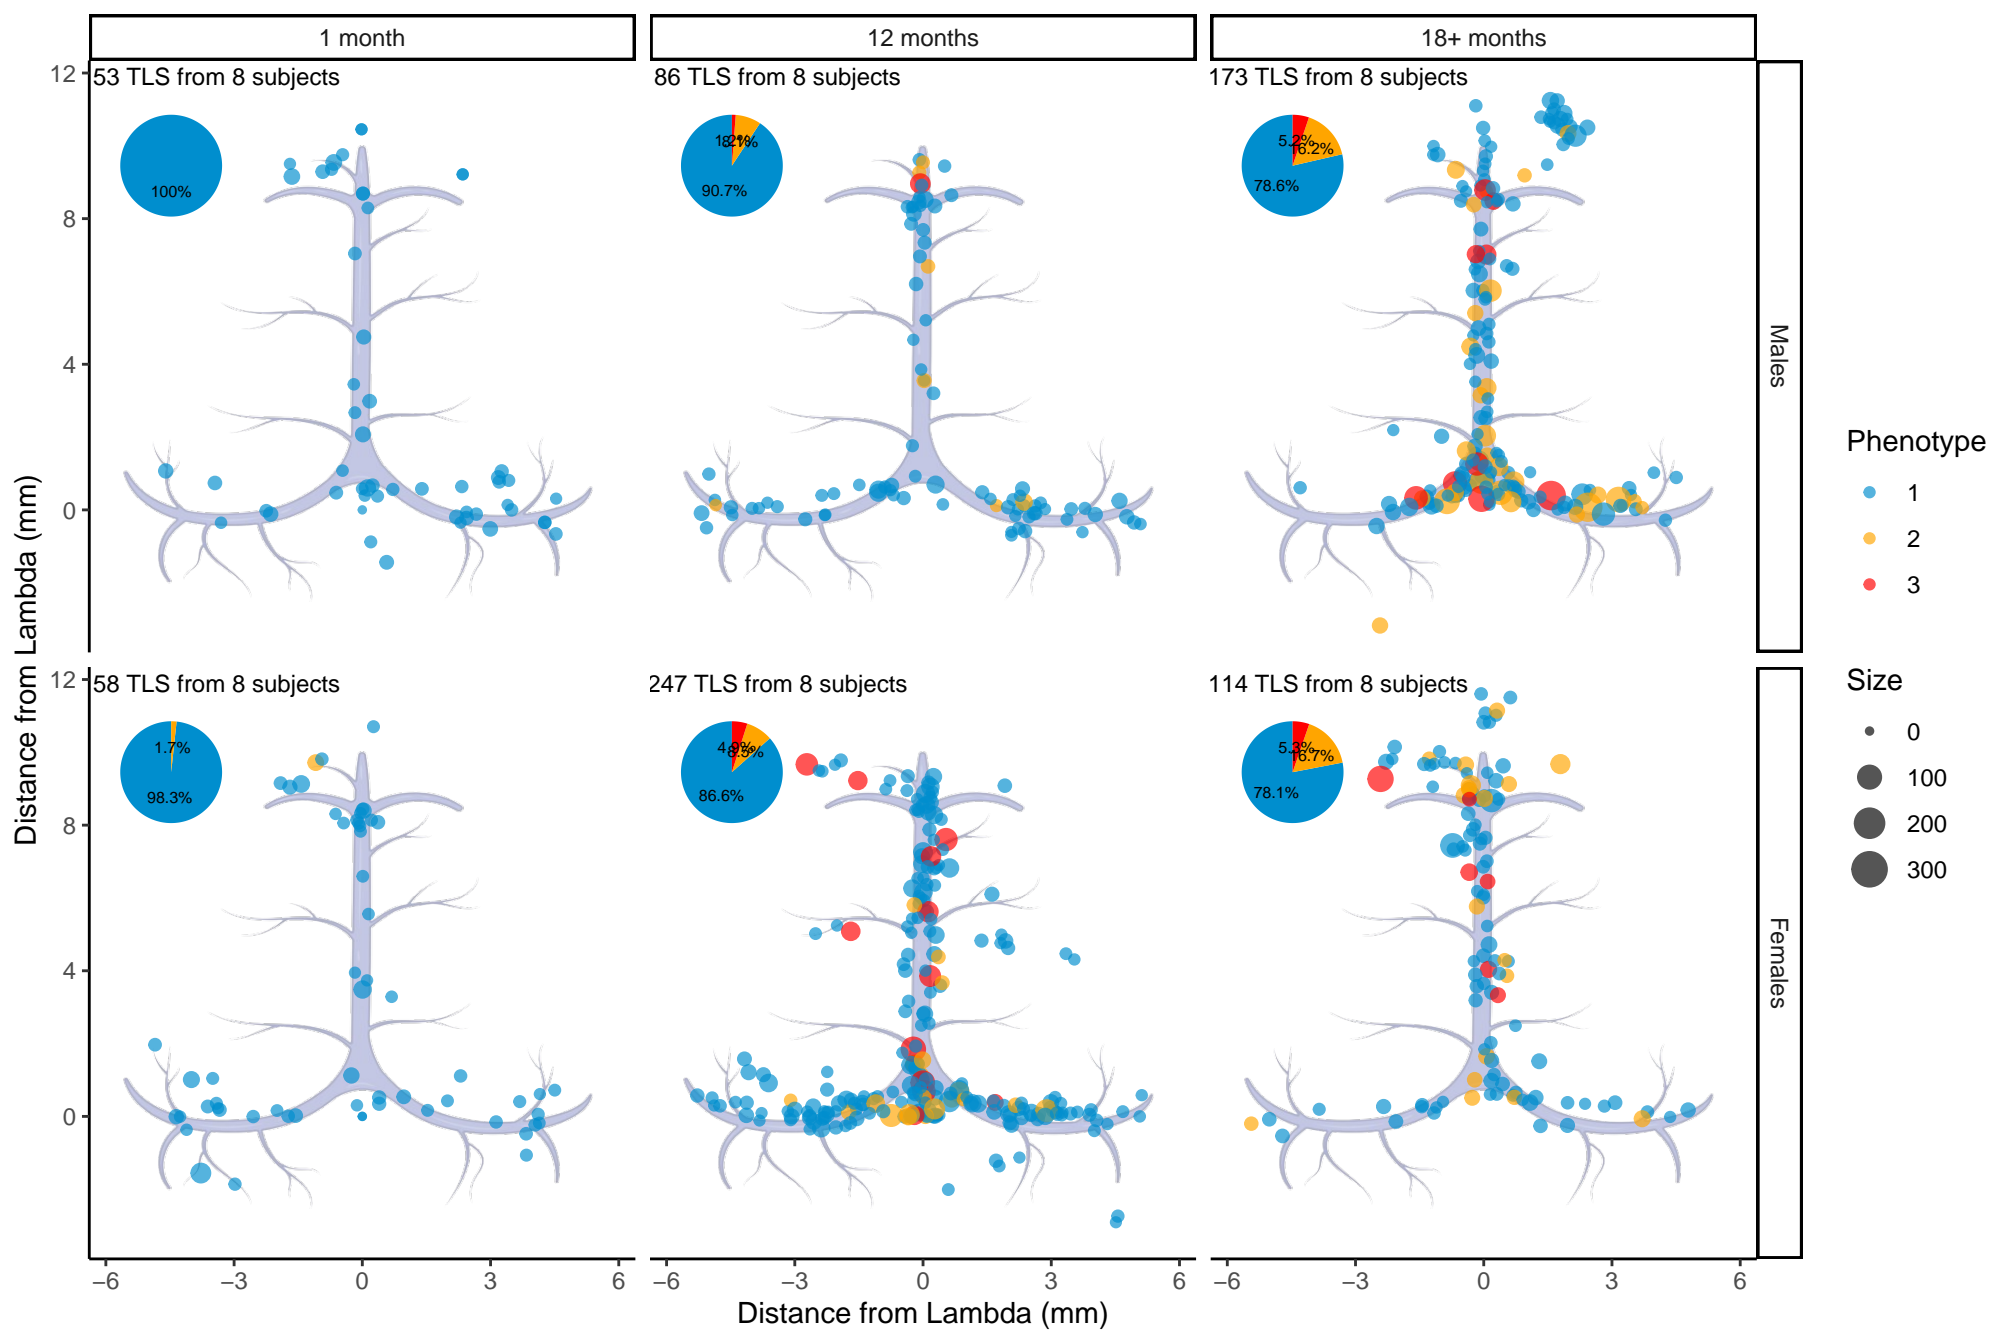 1 month
12 months
18+ months
53 TLS from 8 subjects
86 TLS from 8 subjects
173 TLS from 8 subjects
100%
90.7%
5.2%
78.6%
Males
12
8
4
0
58 TLS from 8 subjects
247 TLS from 8 subjects
114 TLS from 8 subjects
1.7%
98.3%
86.6%
5.3%
78.1%
Females
12
8
4
0
−6
−3
0
3
6
−6
−3
0
3
6
−6
−3
0
3
6
Distance from Lambda (mm)
Distance from Lambda (mm)
Phenotype
1
2
3
Size
0
100
200
300